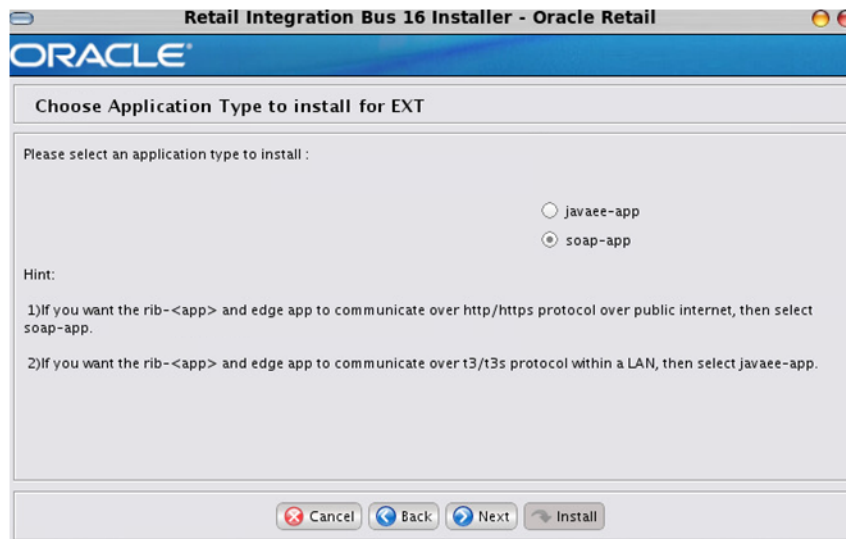 Retail Integration Bus 16 Installer - Oracle Retail
ORACLE®
Choose Application Type to install for EXT
Please select an application type to install :
javaee-app
soap-app
Hint:
1)If you want the rib-<app> and edge app to communicate over http/https protocol over public internet, then select
soap-app.
2)If you want the rib-<app> and edge app to communicate over t3/t3s protocol within a LAN, then select javaee-app.
Cancel Back Next Install